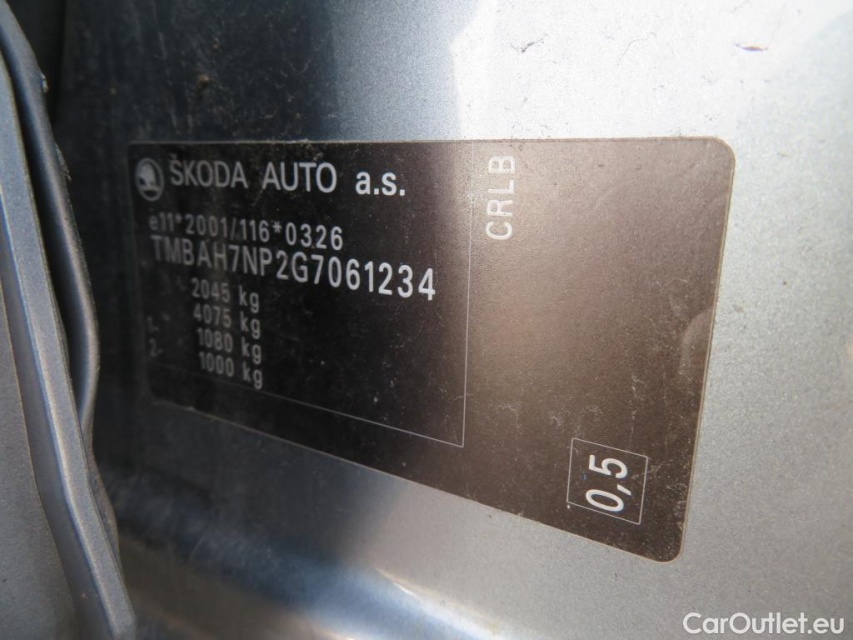 ŠKODA AUTO a.s.
e11*2001/116*0326
TMBAH7NP2G7061234
2045 kg
4075 kg
1- 1080 kg
2- 1000 kg
CRLB
0,5
CarOutlet.eu